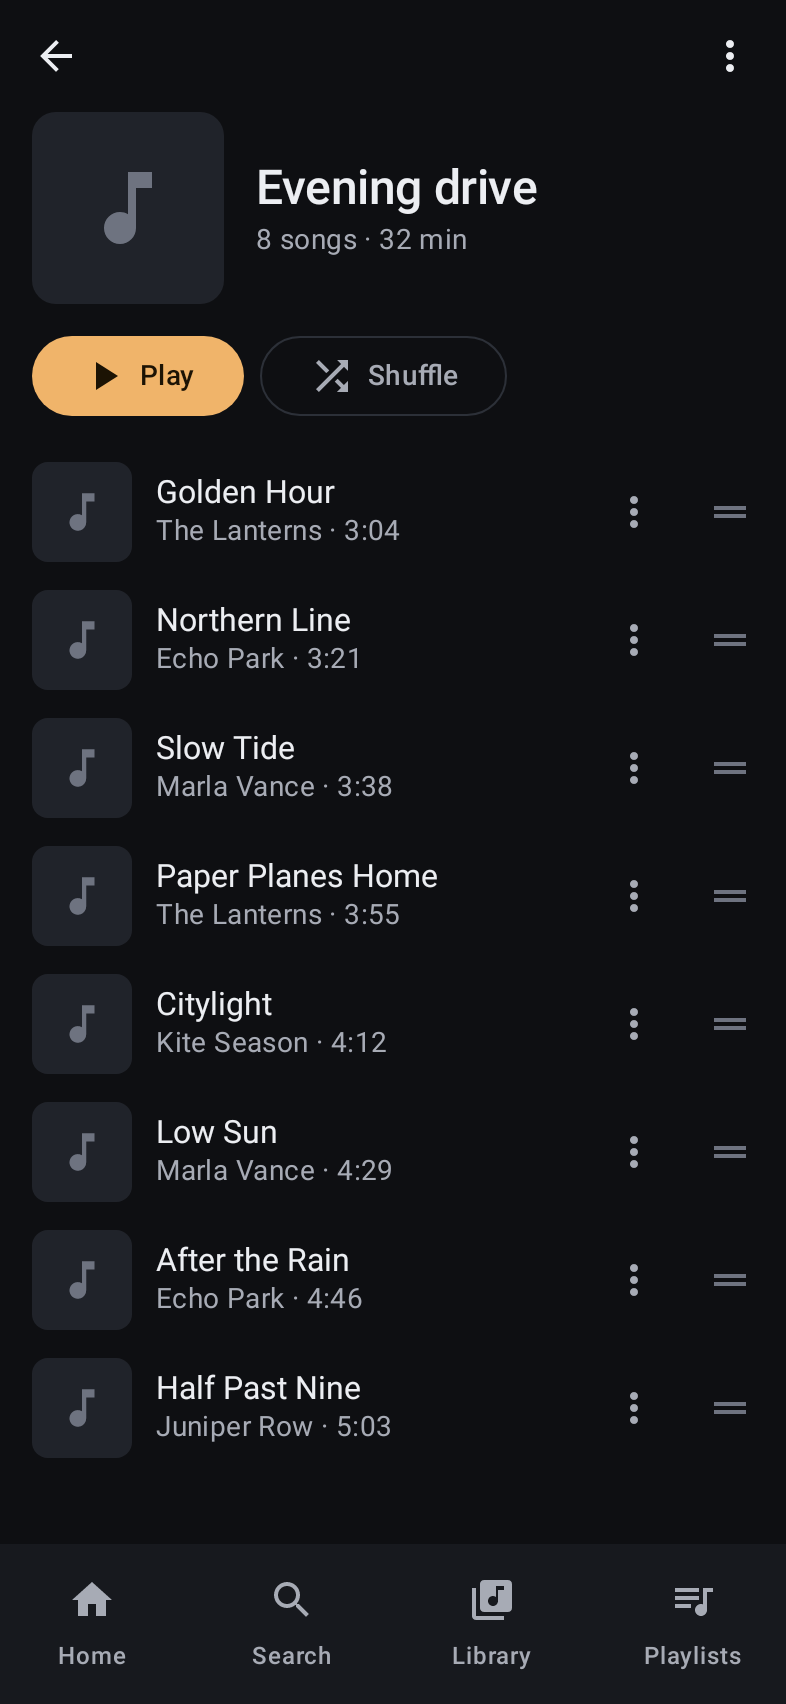 Evening drive
8 songs · 32 min
Play
Shuffle
Golden Hour
The Lanterns · 3:04
Northern Line
Echo Park · 3:21
Slow Tide
Marla Vance · 3:38
Paper Planes Home
The Lanterns · 3:55
Citylight
Kite Season · 4:12
Low Sun
Marla Vance · 4:29
After the Rain
Echo Park · 4:46
Half Past Nine
Juniper Row · 5:03
Home
Search
Library
Playlists